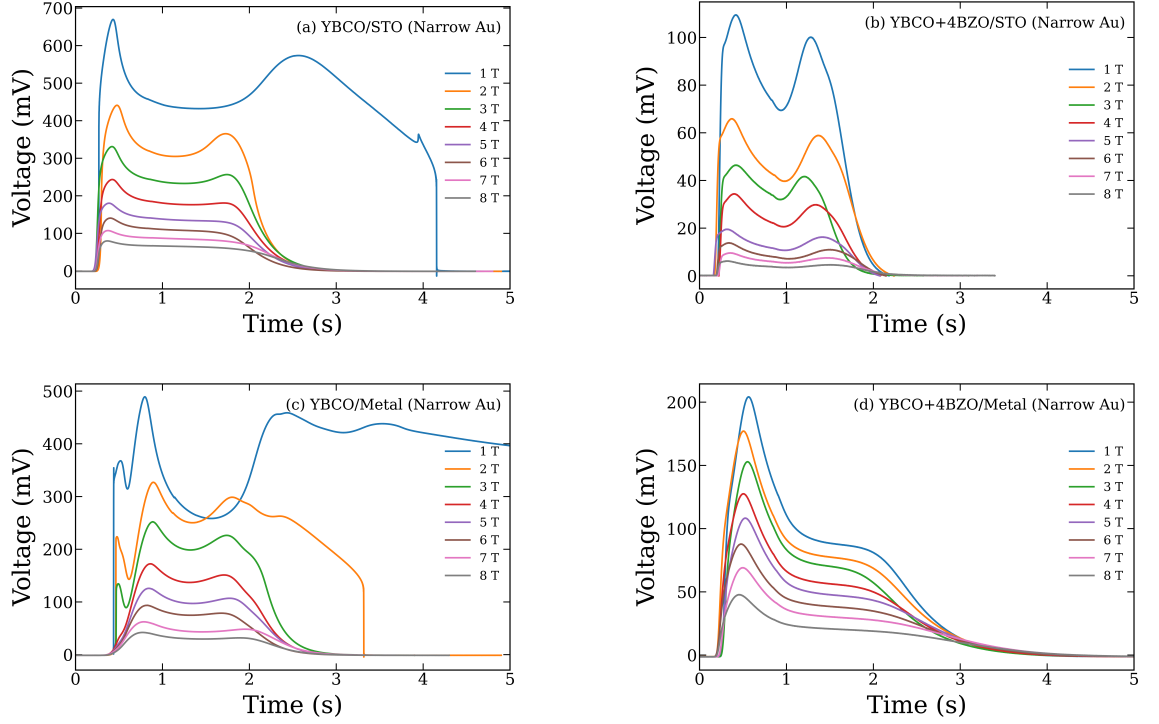 (a) YBCO/STO (Narrow Au)
Voltage (mV)
700
600
500
400
300
200
100
0
1 T
2 T
3 T
4 T
5 T
6 T
7 T
8 T
0 1 2 3 4 5
Time (s)
(b) YBCO+4BZO/STO (Narrow Au)
Voltage (mV)
100
80
60
40
20
0
1 T
2 T
3 T
4 T
5 T
6 T
7 T
8 T
0 1 2 3 4 5
Time (s)
(c) YBCO/Metal (Narrow Au)
Voltage (mV)
500
400
300
200
100
0
1 T
2 T
3 T
4 T
5 T
6 T
7 T
8 T
0 1 2 3 4 5
Time (s)
(d) YBCO+4BZO/Metal (Narrow Au)
Voltage (mV)
200
150
100
50
0
1 T
2 T
3 T
4 T
5 T
6 T
7 T
8 T
0 1 2 3 4 5
Time (s)